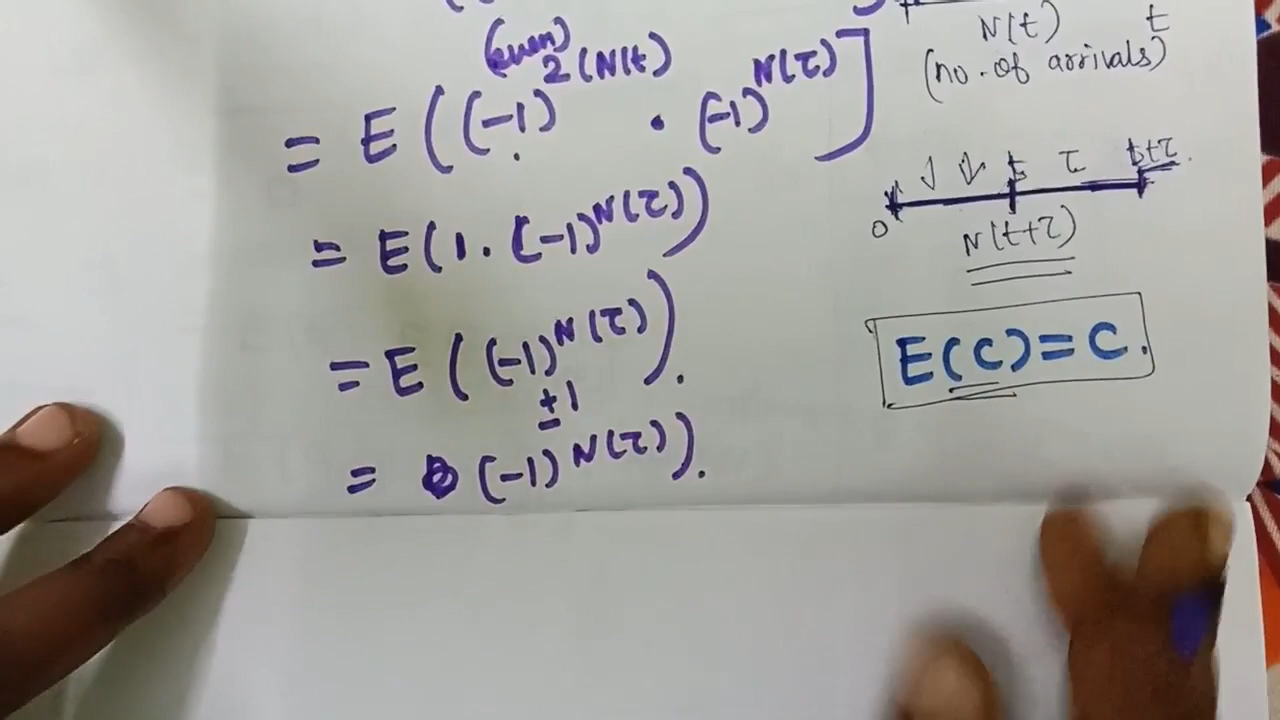 (even)
= E ( (-1)^2(N(t) · (-1)^N(τ) ]
= E(1. (-1)^N(τ))
= E ( (-1)^N(τ) ).
±1
= (-1)^N(τ)).
N(t) t
(no. of arrivals)
t τ t+τ.
0
N(t+τ)
E(C) = C.